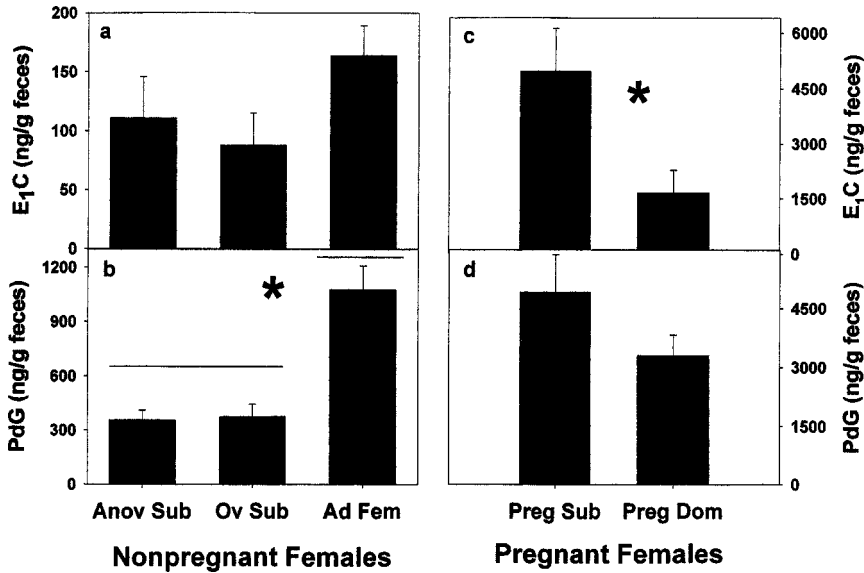 a
E1C (ng/g feces)
200
150
100
50
0
b
*
PdG (ng/g feces)
1200
900
600
300
0
Anov Sub Ov Sub Ad Fem
Nonpregnant Females
c
*
6000
4500
3000
1500
0
E1C (ng/g feces)
d
4500
3000
1500
0
PdG (ng/g feces)
Preg Sub Preg Dom
Pregnant Females